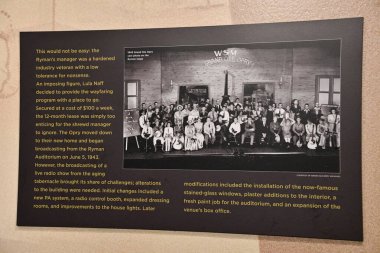 This would not be easy: the
Ryman's manager was a hardened
industry veteran with a low
tolerance for nonsense.
An imposing figure, Lula Naff
decided to provide the wayfaring
program with a place to go.
Secured at a cost of $100 a week,
the 12-month lease was simply too
enticing for the shrewd manager
to ignore. The Opry moved down
to their new home and began
broadcasting from the Ryman
Auditorium on June 5, 1943.
However, the broadcasting of a
live radio show from the aging
tabernacle brought its share of challenges; alterations
to the building were needed. Initial changes included a
new PA system, a radio control booth, expanded dressing
rooms, and improvements to the house lights. Later
WSM
GRAND OLE OPRY
modifications included the installation of the now-famous
stained-glass windows, plaster additions to the interior, a
fresh paint job for the auditorium, and an expansion of the
venue's box office.